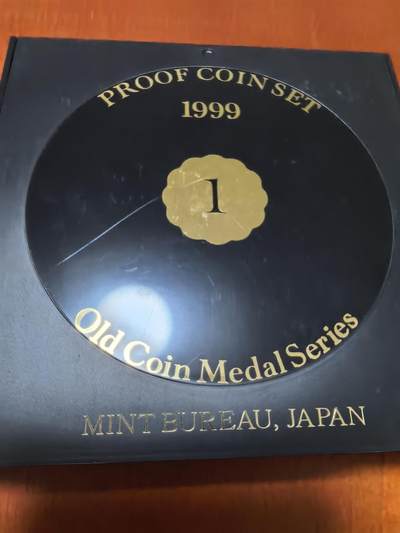 PROOF COIN SET
1999
1
Old Coin Medal Series
MINT BUREAU, JAPAN